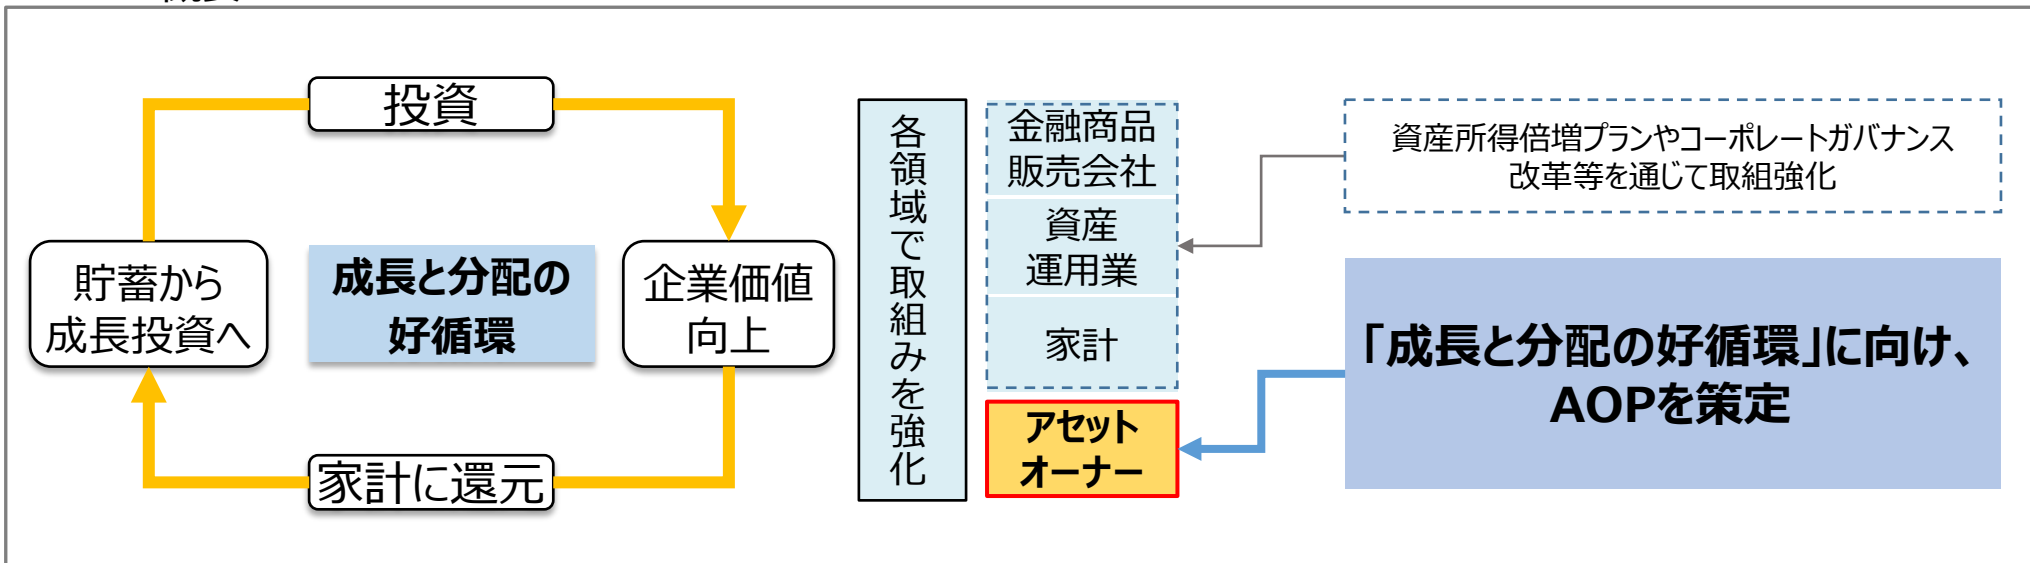 投資
貯蓄から
成長投資へ
成長と分配の
好循環
企業価値
向上
家計に還元
各領域で取組みを強化
金融商品
販売会社
資産
運用業
家計
アセット
オーナー
資産所得倍増プランやコーポレートガバナンス
改革等を通じて取組強化
「成長と分配の好循環」に向け、
AOPを策定